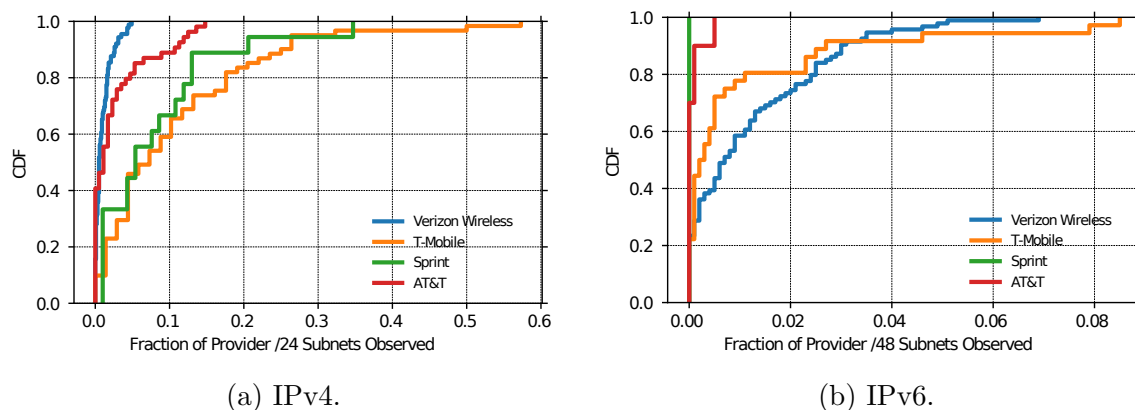 1.0
0.8
0.6
0.4
0.2
0.0
CDF
0.0 0.1 0.2 0.3 0.4 0.5 0.6
Fraction of Provider /24 Subnets Observed
Verizon Wireless
T-Mobile
Sprint
AT&T
(a) IPv4.
1.0
0.8
0.6
0.4
0.2
0.0
CDF
0.00 0.02 0.04 0.06 0.08
Fraction of Provider /48 Subnets Observed
Verizon Wireless
T-Mobile
Sprint
AT&T
(b) IPv6.